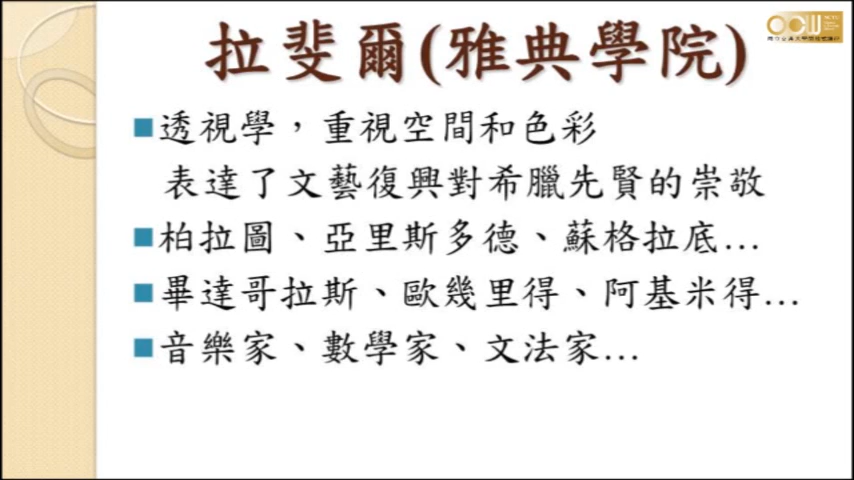 拉斐爾(雅典學院)
OCW
透視學，重視空間和色彩
表達了文藝復興對希臘先賢的崇敬
柏拉圖、亞里斯多德、蘇格拉底…
畢達哥拉斯、歐幾里得、阿基米得…
音樂家、數學家、文法家…